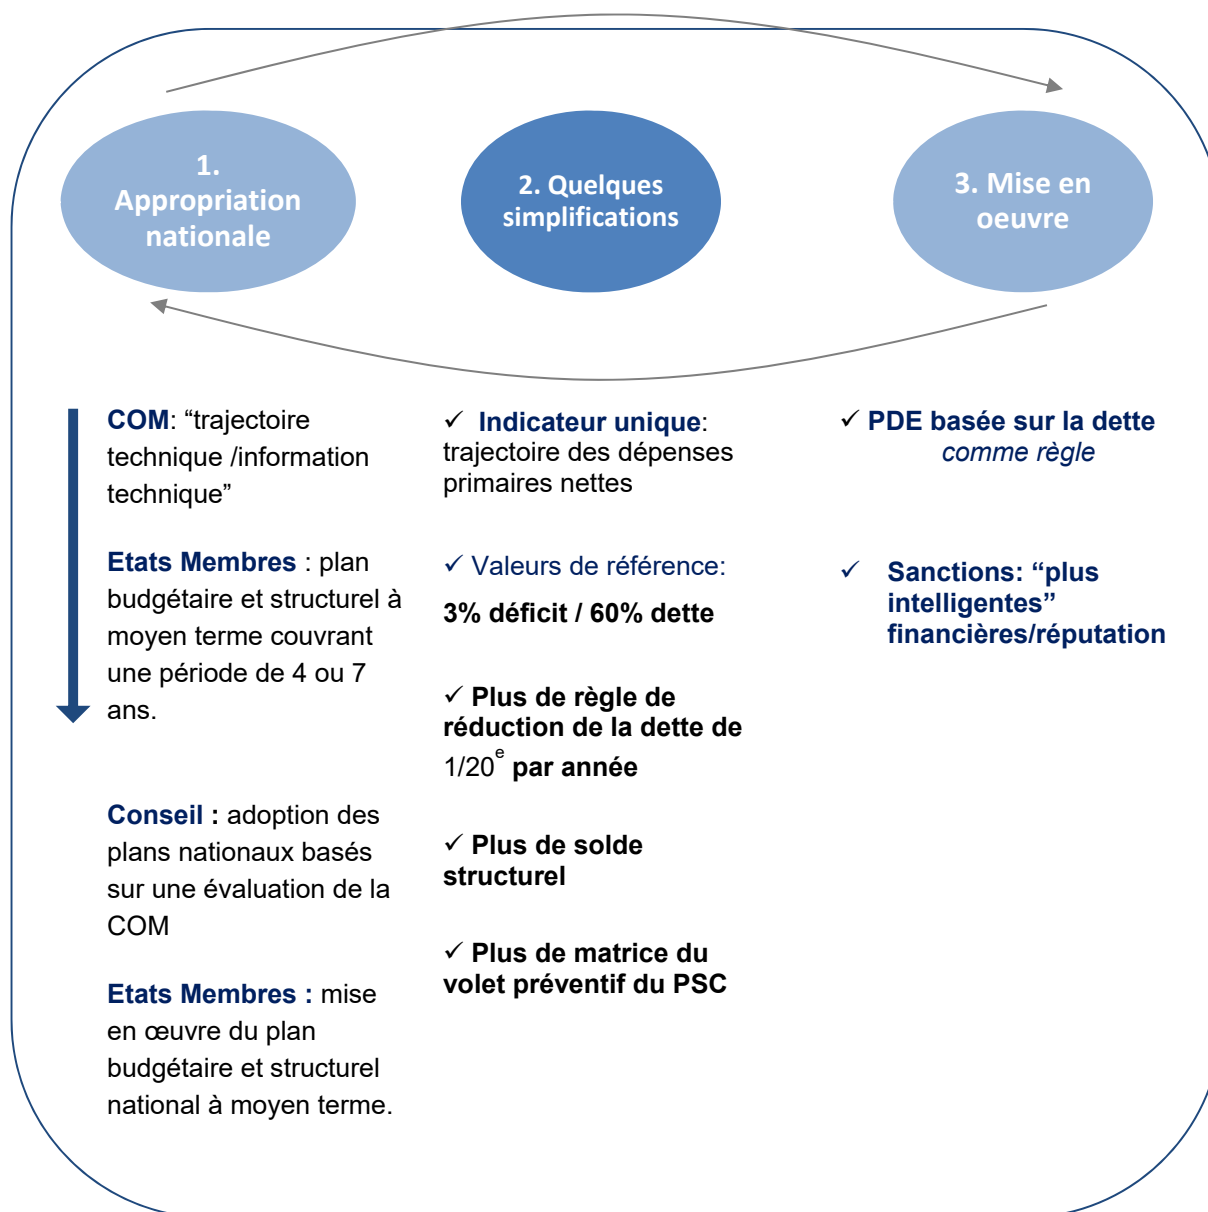 1.
Appropriation
nationale
2. Quelques
simplifications
3. Mise en
oeuvre
COM: “trajectoire
technique /information
technique”
Etats Membres : plan
budgétaire et structurel à
moyen terme couvrant
une période de 4 ou 7
ans.
Conseil : adoption des
plans nationaux basés
sur une évaluation de la
COM
Etats Membres : mise
en œuvre du plan
budgétaire et structurel
national à moyen terme.
✓ Indicateur unique:
trajectoire des dépenses
primaires nettes
✓ Valeurs de référence:
3% déficit / 60% dette
✓ Plus de règle de
réduction de la dette de
1/20e par année
✓ Plus de solde
structurel
✓ Plus de matrice du
volet préventif du PSC
✓ PDE basée sur la dette
comme règle
✓ Sanctions: “plus
intelligentes”
financières/réputation